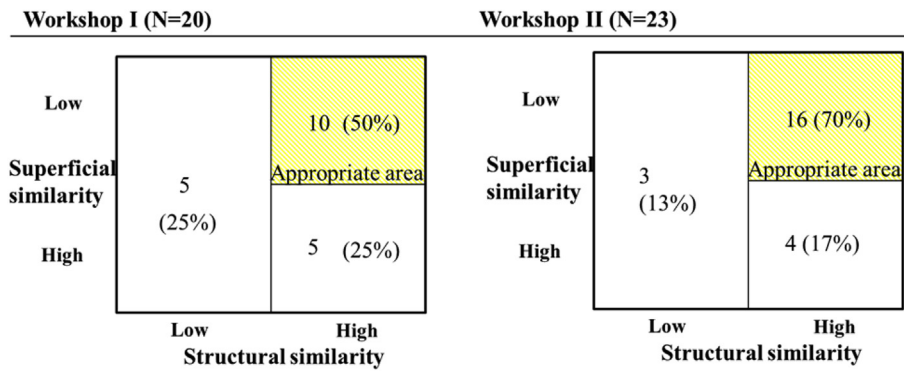 Workshop I (N=20)
Low
Superficial
similarity
High
10 (50%)
Appropriate area
5
(25%)
5 (25%)
Low High
Structural similarity
Workshop II (N=23)
Low
Superficial
similarity
High
16 (70%)
Appropriate area
3
(13%)
4 (17%)
Low High
Structural similarity